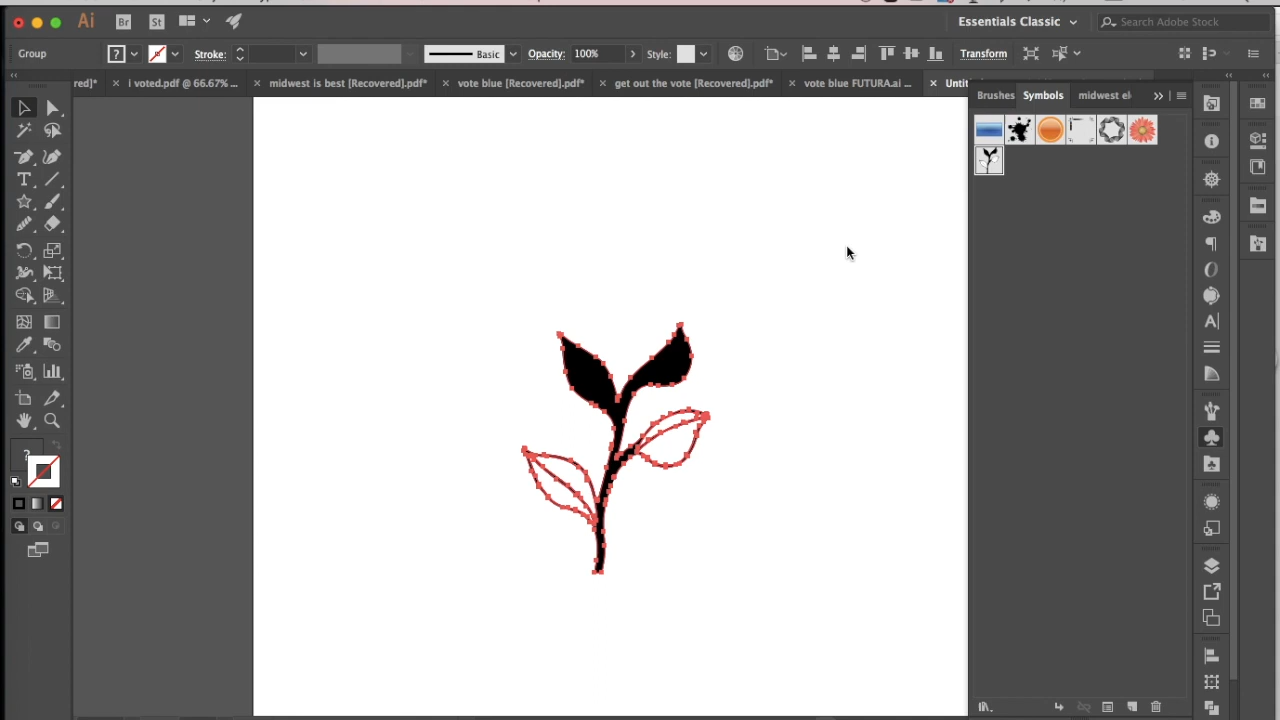 Ai Br St Essentials Classic Search Adobe Stock
Group ? Stroke: Basic Opacity: 100% Style: Transform
red]* × i voted.pdf @ 66.67% ... × midwest is best [Recovered].pdf* × vote blue [Recovered].pdf* × get out the vote [Recovered].pdf* × vote blue FUTURA.ai ... × Untit
Brushes Symbols midwest el
?